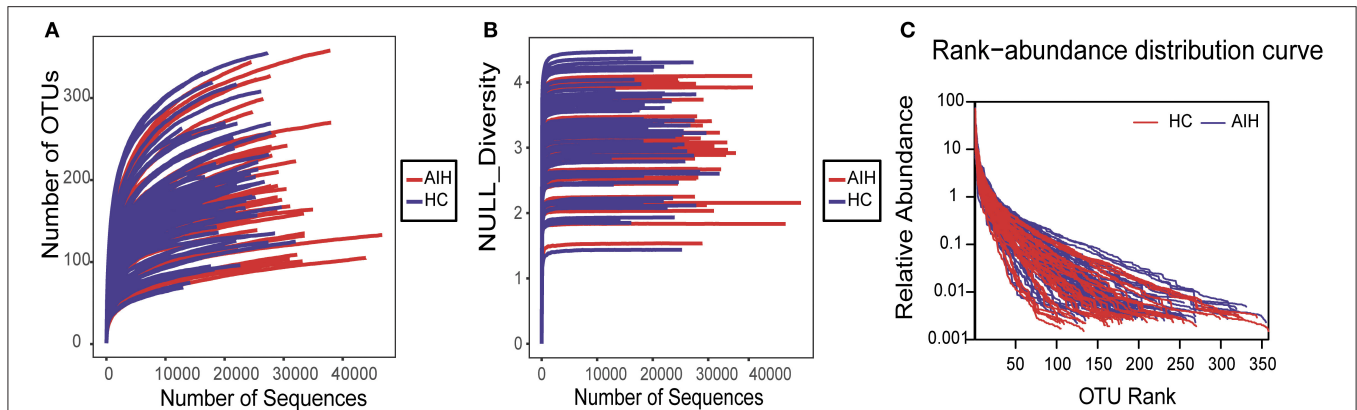 A
Number of OTUs
300
200
100
0
0 10000 20000 30000 40000
Number of Sequences
AIH
HC
B
NULL_Diversity
4
3
2
1
0
0 10000 20000 30000 40000
Number of Sequences
AIH
HC
C
Rank-abundance distribution curve
HC AIH
Relative Abundance
100
10
1
0.1
0.01
0.001
50 100 150 200 250 300 350
OTU Rank